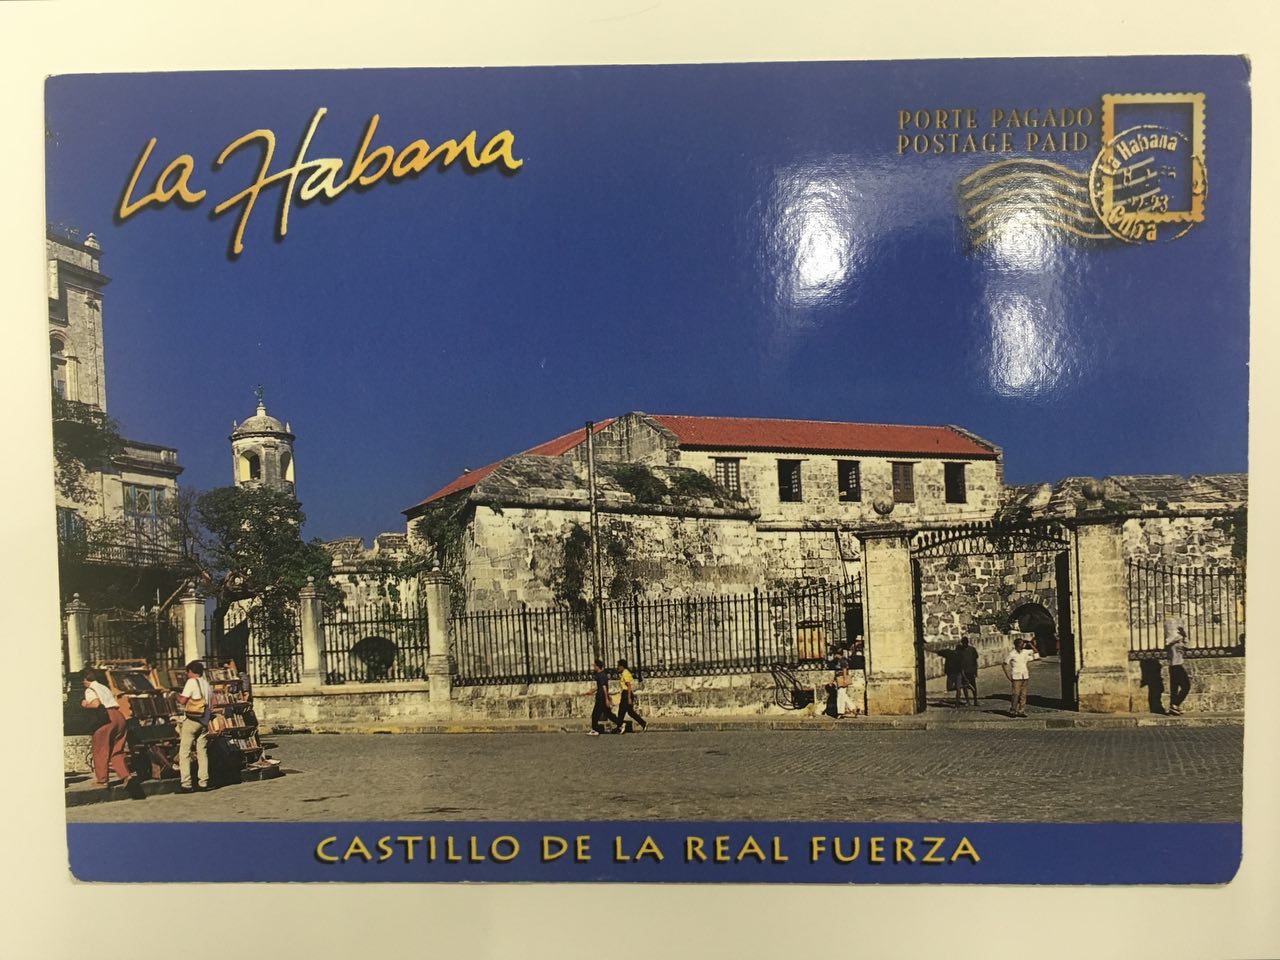 La Habana
PORTE PAGADO
POSTAGE PAID
La Habana
Cuba
CASTILLO DE LA REAL FUERZA